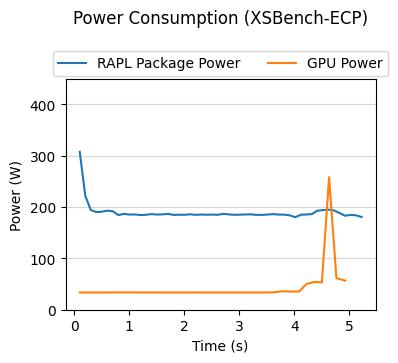 Power Consumption (XSBench-ECP)
RAPL Package Power GPU Power
400
300
200
100
0
Power (W)
0 1 2 3 4 5
Time (s)